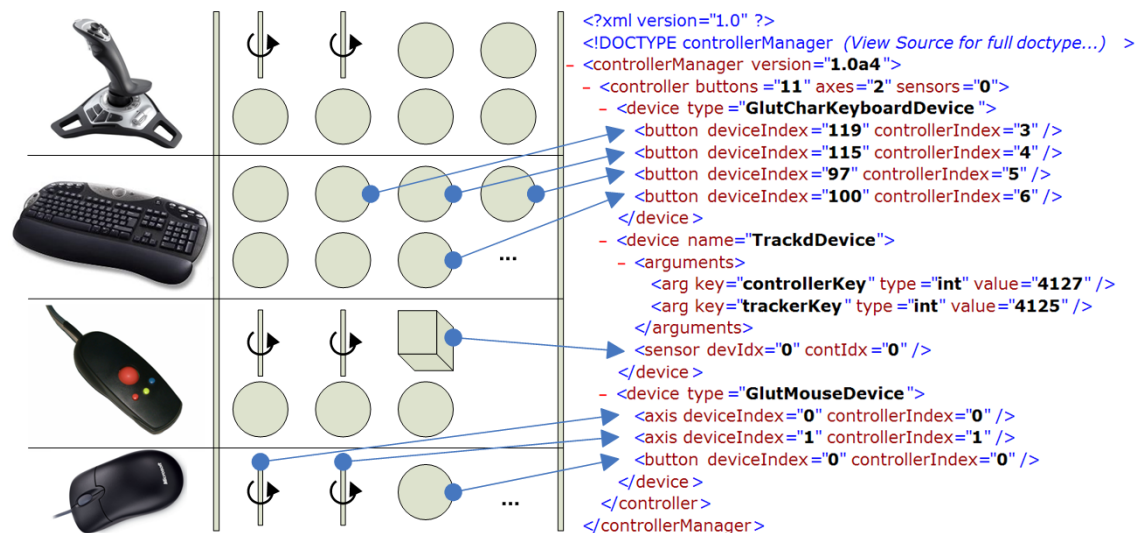 <?xml version="1.0" ?>
<!DOCTYPE controllerManager (View Source for full doctype...) >
– <controllerManager version="1.0a4">
– <controller buttons ="11" axes="2" sensors="0">
– <device type ="GlutCharKeyboardDevice ">
<button deviceIndex="119" controllerIndex="3" />
<button deviceIndex="115" controllerIndex="4" />
<button deviceIndex="97" controllerIndex="5" />
<button deviceIndex="100" controllerIndex="6" />
</device>
...
– <device name="TrackdDevice">
– <arguments>
<arg key="controllerKey" type ="int" value="4127" />
<arg key="trackerKey" type ="int" value="4125" />
</arguments>
<sensor devIdx="0" contIdx="0" />
</device>
– <device type ="GlutMouseDevice">
<axis deviceIndex="0" controllerIndex="0" />
<axis deviceIndex="1" controllerIndex="1" />
<button deviceIndex="0" controllerIndex="0" />
...
</device>
</controller>
</controllerManager>